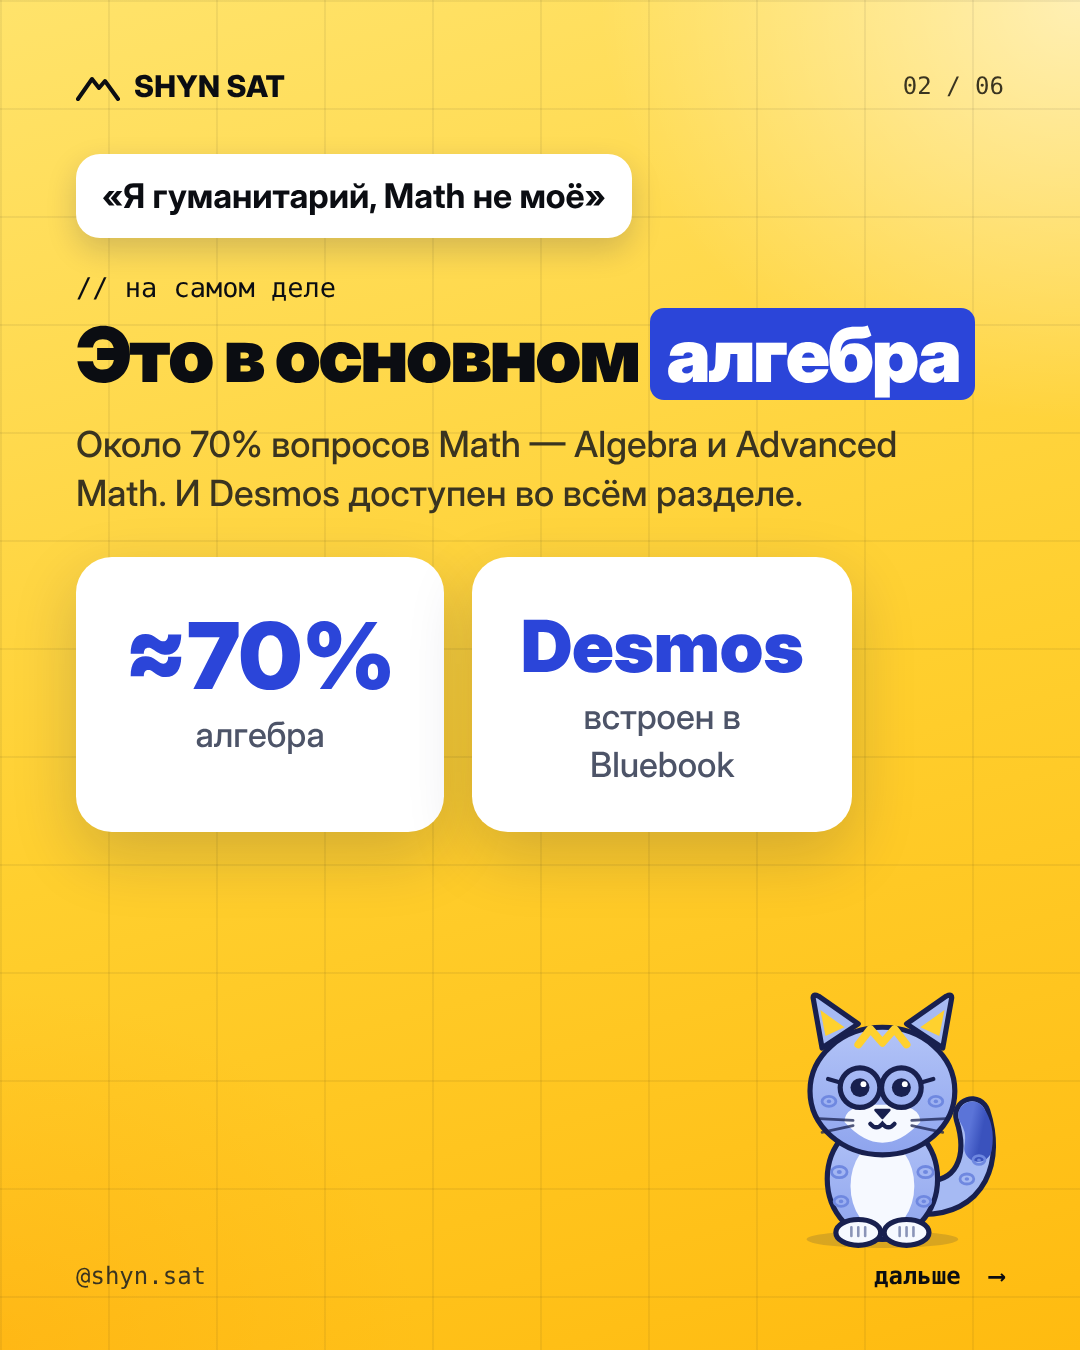 SHYN SAT
02 / 06
«Я гуманитарий, Math не моё»
// на самом деле
Это в основном алгебра
Около 70% вопросов Math — Algebra и Advanced
Math. И Desmos доступен во всём разделе.
≈70%
алгебра
Desmos
встроен в
Bluebook
@shyn.sat
дальше →